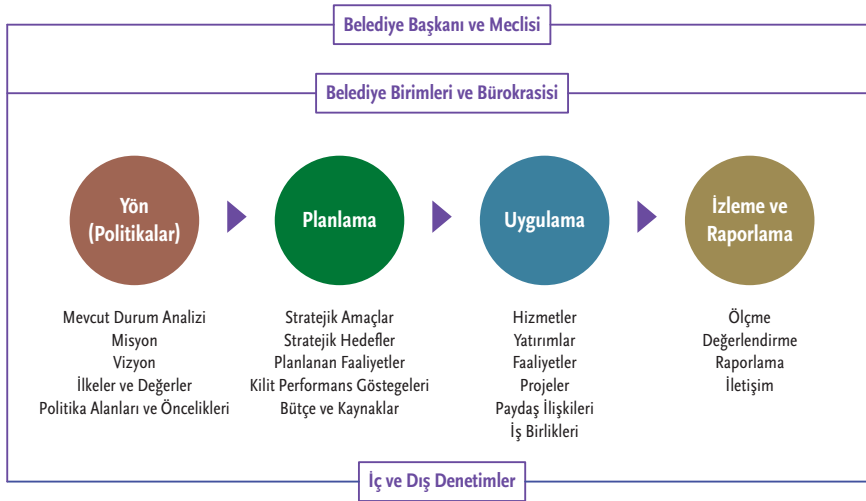 Belediye Başkanı ve Meclisi
Belediye Birimleri ve Bürokrasisi
Yön
(Politikalar)
Mevcut Durum Analizi
Misyon
Vizyon
İlkeler ve Değerler
Politika Alanları ve Öncelikleri
Planlama
Stratejik Amaçlar
Stratejik Hedefler
Planlanan Faaliyetler
Kilit Performans Göstegeleri
Bütçe ve Kaynaklar
Uygulama
Hizmetler
Yatırımlar
Faaliyetler
Projeler
Paydaş İlişkileri
İş Birlikleri
İzleme ve
Raporlama
Ölçme
Değerlendirme
Raporlama
İletişim
İç ve Dış Denetimler